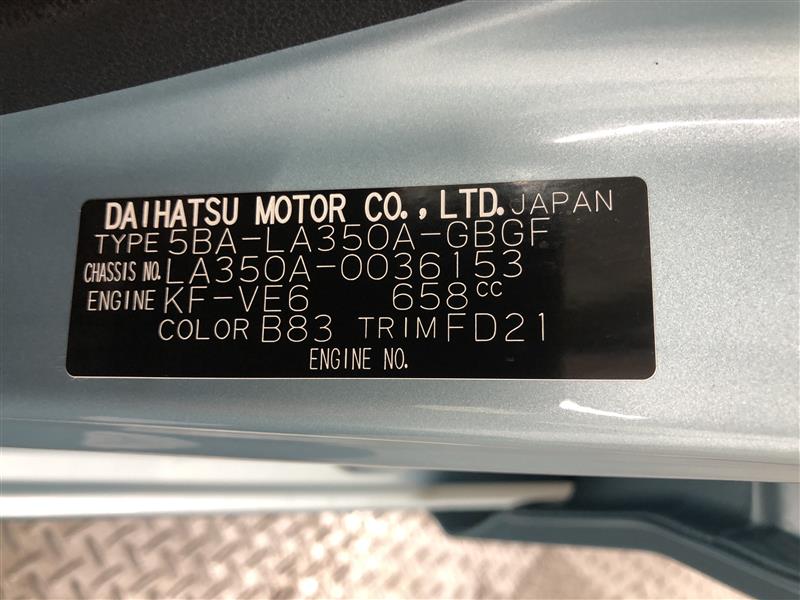 DAIHATSU MOTOR CO., LTD. JAPAN
TYPE 5BA-LA350A-GBGF
CHASSIS NO. LA350A-0036153
ENGINE KF-VE6 658cc
COLOR B83 TRIM FD21
ENGINE NO.